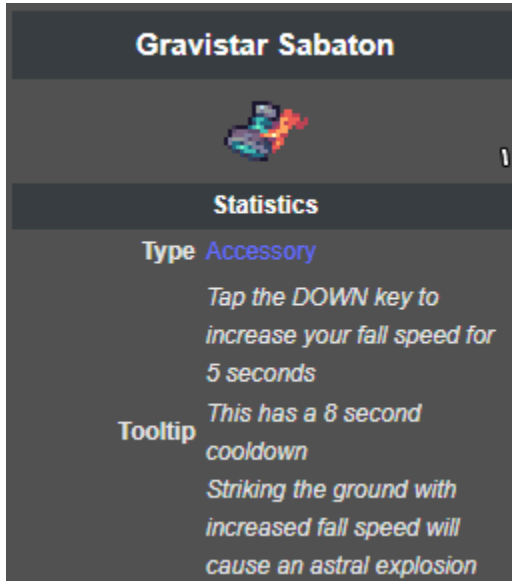 Gravistar Sabaton
Statistics
Type Accessory
Tooltip
Tap the DOWN key to
increase your fall speed for
5 seconds
This has a 8 second
cooldown
Striking the ground with
increased fall speed will
cause an astral explosion